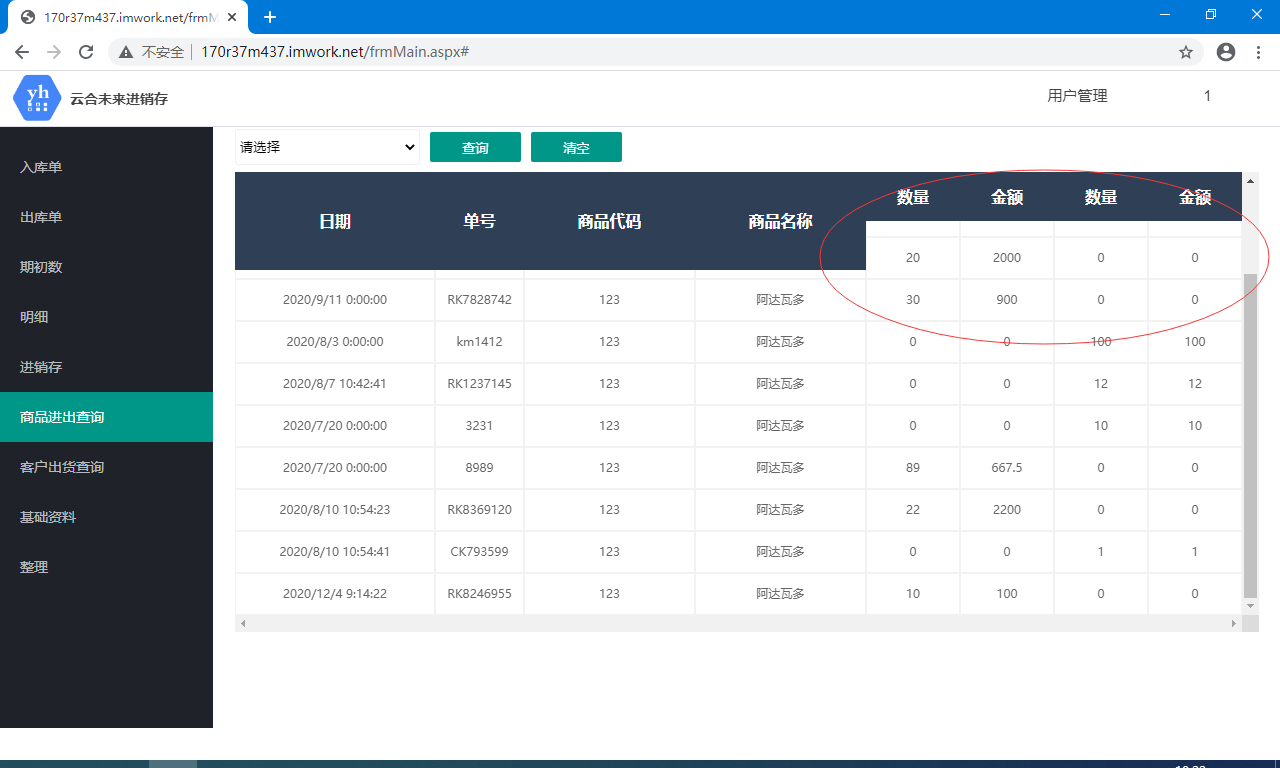 170r37m437.imwork.net/frmM
不安全 170r37m437.imwork.net/frmMain.aspx#
yh 云合未来进销存 用户管理 1
入库单
出库单
期初数
明细
进销存
商品进出查询
客户出货查询
基础资料
整理
请选择 查询 清空
日期 单号 商品代码 商品名称 数量 金额 数量 金额
20 2000 0 0
2020/9/11 0:00:00 RK7828742 123 阿达瓦多 30 900 0 0
2020/8/3 0:00:00 km1412 123 阿达瓦多 0 0 100 100
2020/8/7 10:42:41 RK1237145 123 阿达瓦多 0 0 12 12
2020/7/20 0:00:00 3231 123 阿达瓦多 0 0 10 10
2020/7/20 0:00:00 8989 123 阿达瓦多 89 667.5 0 0
2020/8/10 10:54:23 RK8369120 123 阿达瓦多 22 2200 0 0
2020/8/10 10:54:41 CK793599 123 阿达瓦多 0 0 1 1
2020/12/4 9:14:22 RK8246955 123 阿达瓦多 10 100 0 0